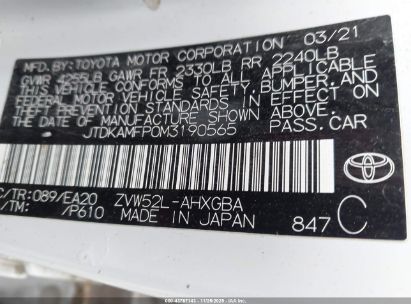 MFD.BY: TOYOTA MOTOR CORPORATION 03/21
GVWR 4255LB GAWR FR 2330LB RR 2240LB
THIS VEHICLE CONFORMS TO ALL APPLICABLE
FEDERAL MOTOR VEHICLE SAFETY, BUMPER, AND
THEFT PREVENTION STANDARDS IN EFFECT ON
THE DATE OF MANUFACTURE SHOWN ABOVE.
JTDKAMFP0M3190565 PASS.CAR
C/TR:089/EA20 ZVW52L-AHXGBA
/TM: /P610 MADE IN JAPAN 847C
TOYOTA